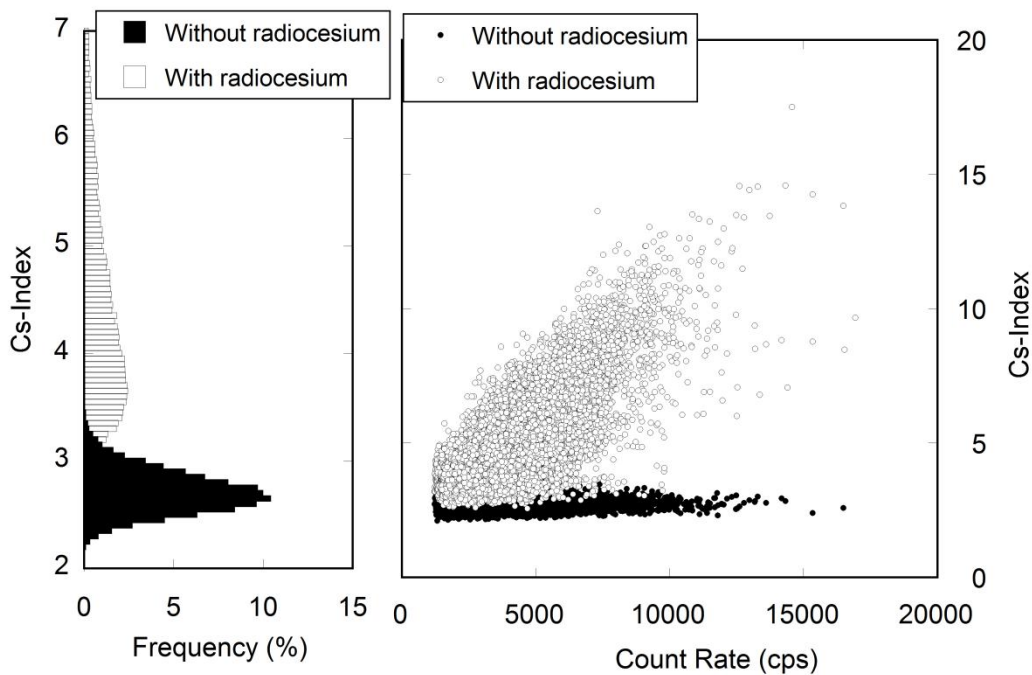 Without radiocesium
With radiocesium
7
6
5
4
3
2
Cs-Index
0
5
10
15
Frequency (%)
Without radiocesium
With radiocesium
20
15
10
5
0
Cs-Index
0
5000
10000
15000
20000
Count Rate (cps)